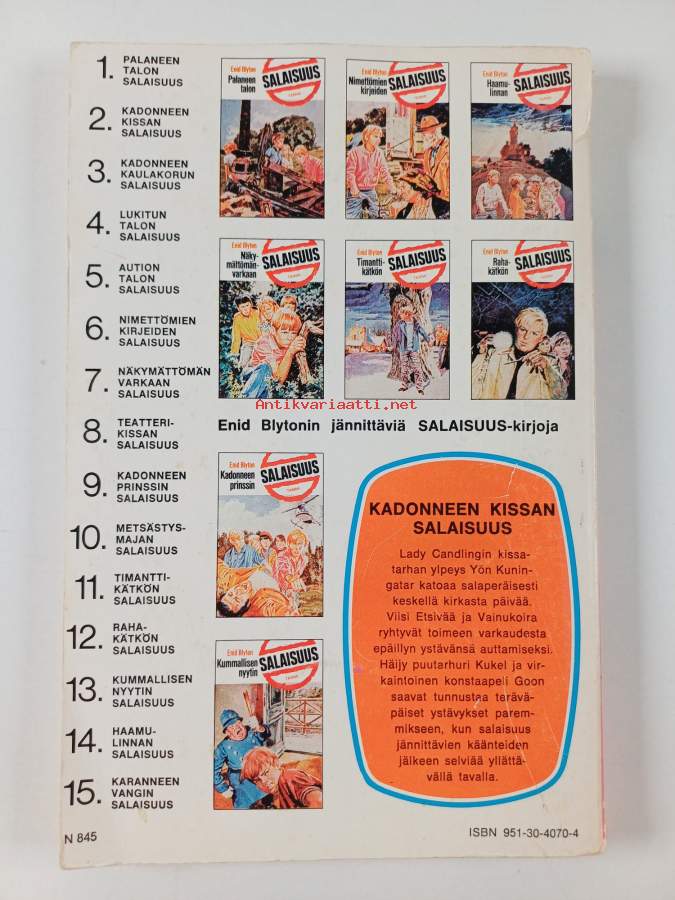 1. PALANEEN
TALON
SALAISUUS
2. KADONNEEN
KISSAN
SALAISUUS
3. KADONNEEN
KAULAKORUN
SALAISUUS
4. LUKITUN
TALON
SALAISUUS
5. AUTION
TALON
SALAISUUS
6. NIMETTÖMIEN
KIRJEIDEN
SALAISUUS
7. NÄKYMÄTTÖMÄN
VARKAAN
SALAISUUS
8. TEATTERI-
KISSAN
SALAISUUS
9. KADONNEEN
PRINSSIN
SALAISUUS
10. METSÄSTYS-
MAJAN
SALAISUUS
11. TIMANTTI-
KÄTKÖN
SALAISUUS
12. RAHA-
KÄTKÖN
SALAISUUS
13. KUMMALLISEN
NYYTIN
SALAISUUS
14. HAAMU-
LINNAN
SALAISUUS
15. KARANNEEN
VANGIN
SALAISUUS
N 845
Enid Blyton
Palaneen
talon
SALAISUUS
Enid Blyton
Nimettömien
kirjeiden
SALAISUUS
Enid Blyton
Haamu-
linnan
SALAISUUS
Enid Blyton
Näky-
mättömän-
varkaan
SALAISUUS
Enid Blyton
Timantti-
kätkön
SALAISUUS
Enid Blyton
Raha-
kätkön
SALAISUUS
Antikvariaatti.net
Enid Blytonin jännittäviä SALAISUUS-kirjoja
Enid Blyton
Kadonneen
prinssin
SALAISUUS
Enid Blyton
Kummallisen
nyytin
SALAISUUS
KADONNEEN KISSAN
SALAISUUS
Lady Candlingin kissa-
tarhan ylpeys Yön Kunin-
gatar katoaa salaperäisesti
keskellä kirkasta päivää.
Viisi Etsivää ja Vainukoira
ryhtyvät toimeen varkaudesta
epäillyn ystävänsä auttamiseksi.
Häijy puutarhuri Kukel ja vir-
kaintoinen konstaapeli Goon
saavat tunnustaa terävä-
päiset ystävykset parem-
mikseen, kun salaisuus
jännittävien käänteiden
jälkeen selviää yllättä-
vällä tavalla.
ISBN 951-30-4070-4